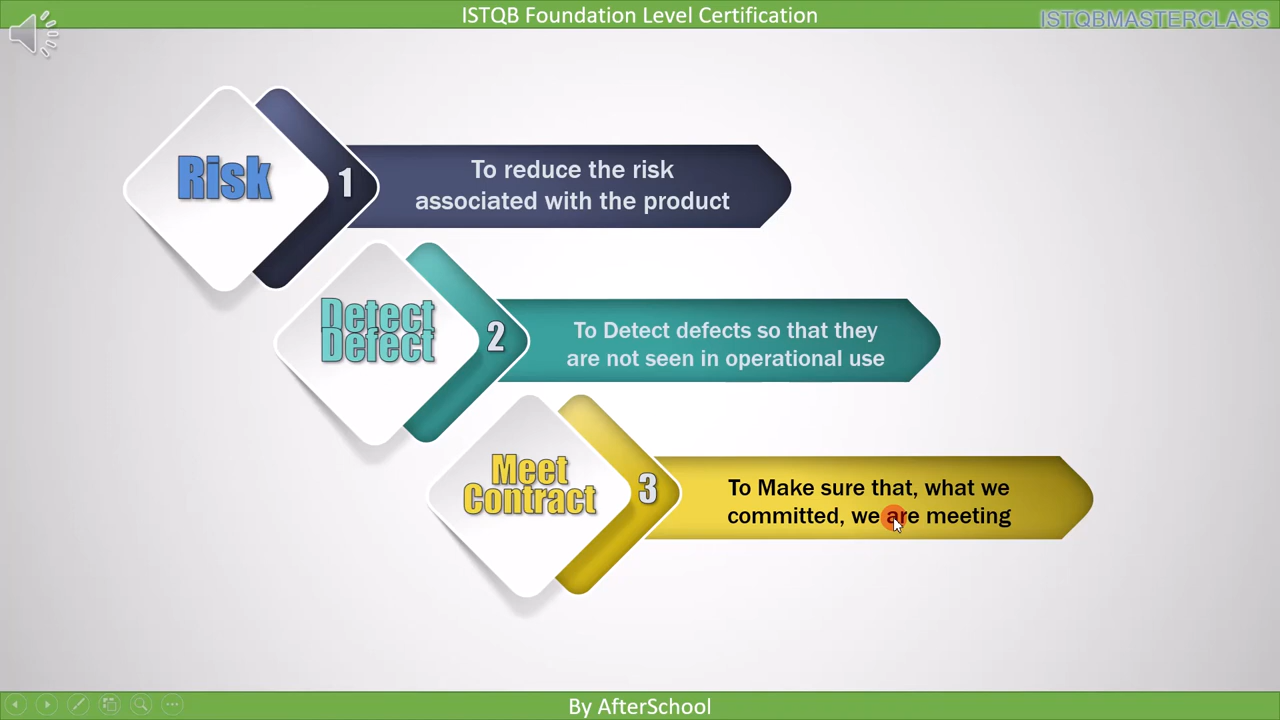 ISTQB Foundation Level Certification
ISTQBMASTERCLASS
Risk
1
To reduce the risk
associated with the product
Detect
Defect
2
To Detect defects so that they
are not seen in operational use
Meet
Contract
3
To Make sure that, what we
committed, we are meeting
By AfterSchool